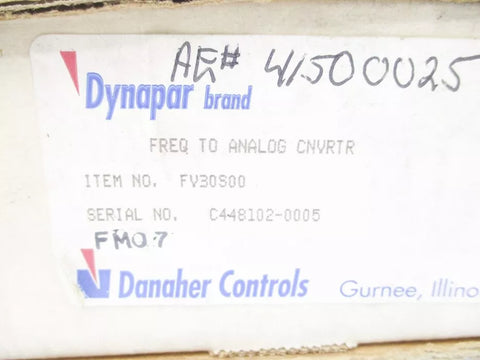 AE# 41500025
Dynapar brand
FREQ TO ANALOG CNVRTR
ITEM NO. FV30S00
SERIAL NO. C448102-0005
FM07
Danaher Controls Gurnee, Illino